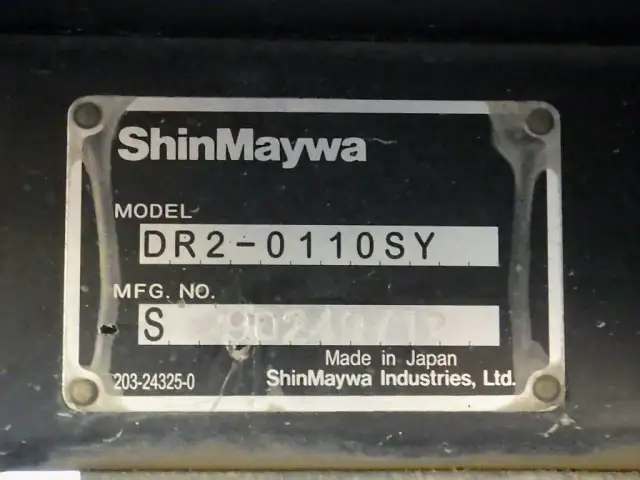 ShinMaywa
MODEL
DR2-0110SY
MFG. NO.
S
Made in Japan
203-24325-0
ShinMaywa Industries, Ltd.